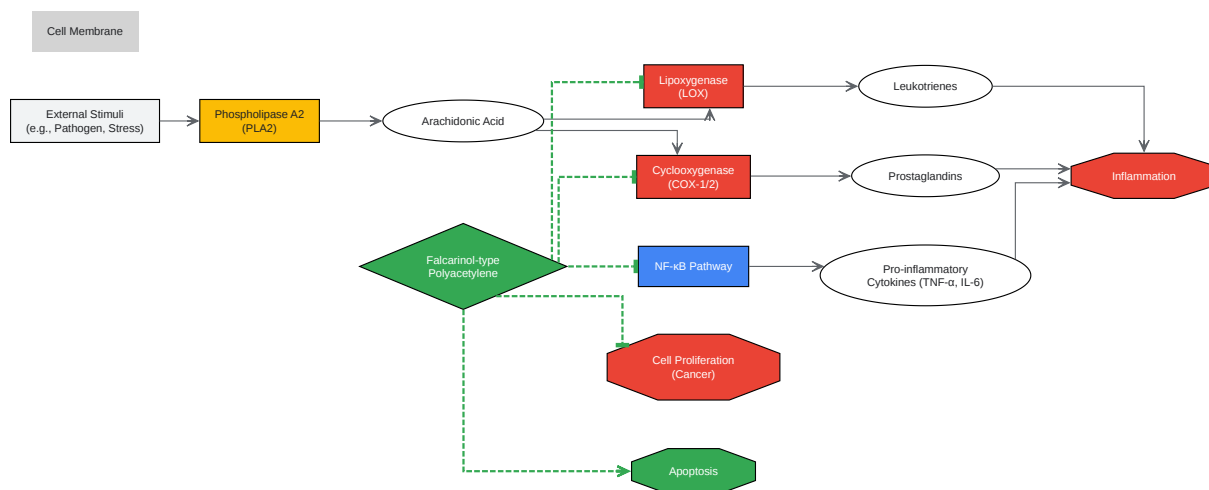 Cell Membrane
External Stimuli
(e.g., Pathogen, Stress)
Phospholipase A2
(PLA2)
Arachidonic Acid
Lipoxygenase
(LOX)
Leukotrienes
Cyclooxygenase
(COX-1/2)
Prostaglandins
Inflammation
Falcarinol-type
Polyacetylene
NF-κB Pathway
Pro-inflammatory
Cytokines (TNF-α, IL-6)
Cell Proliferation
(Cancer)
Apoptosis